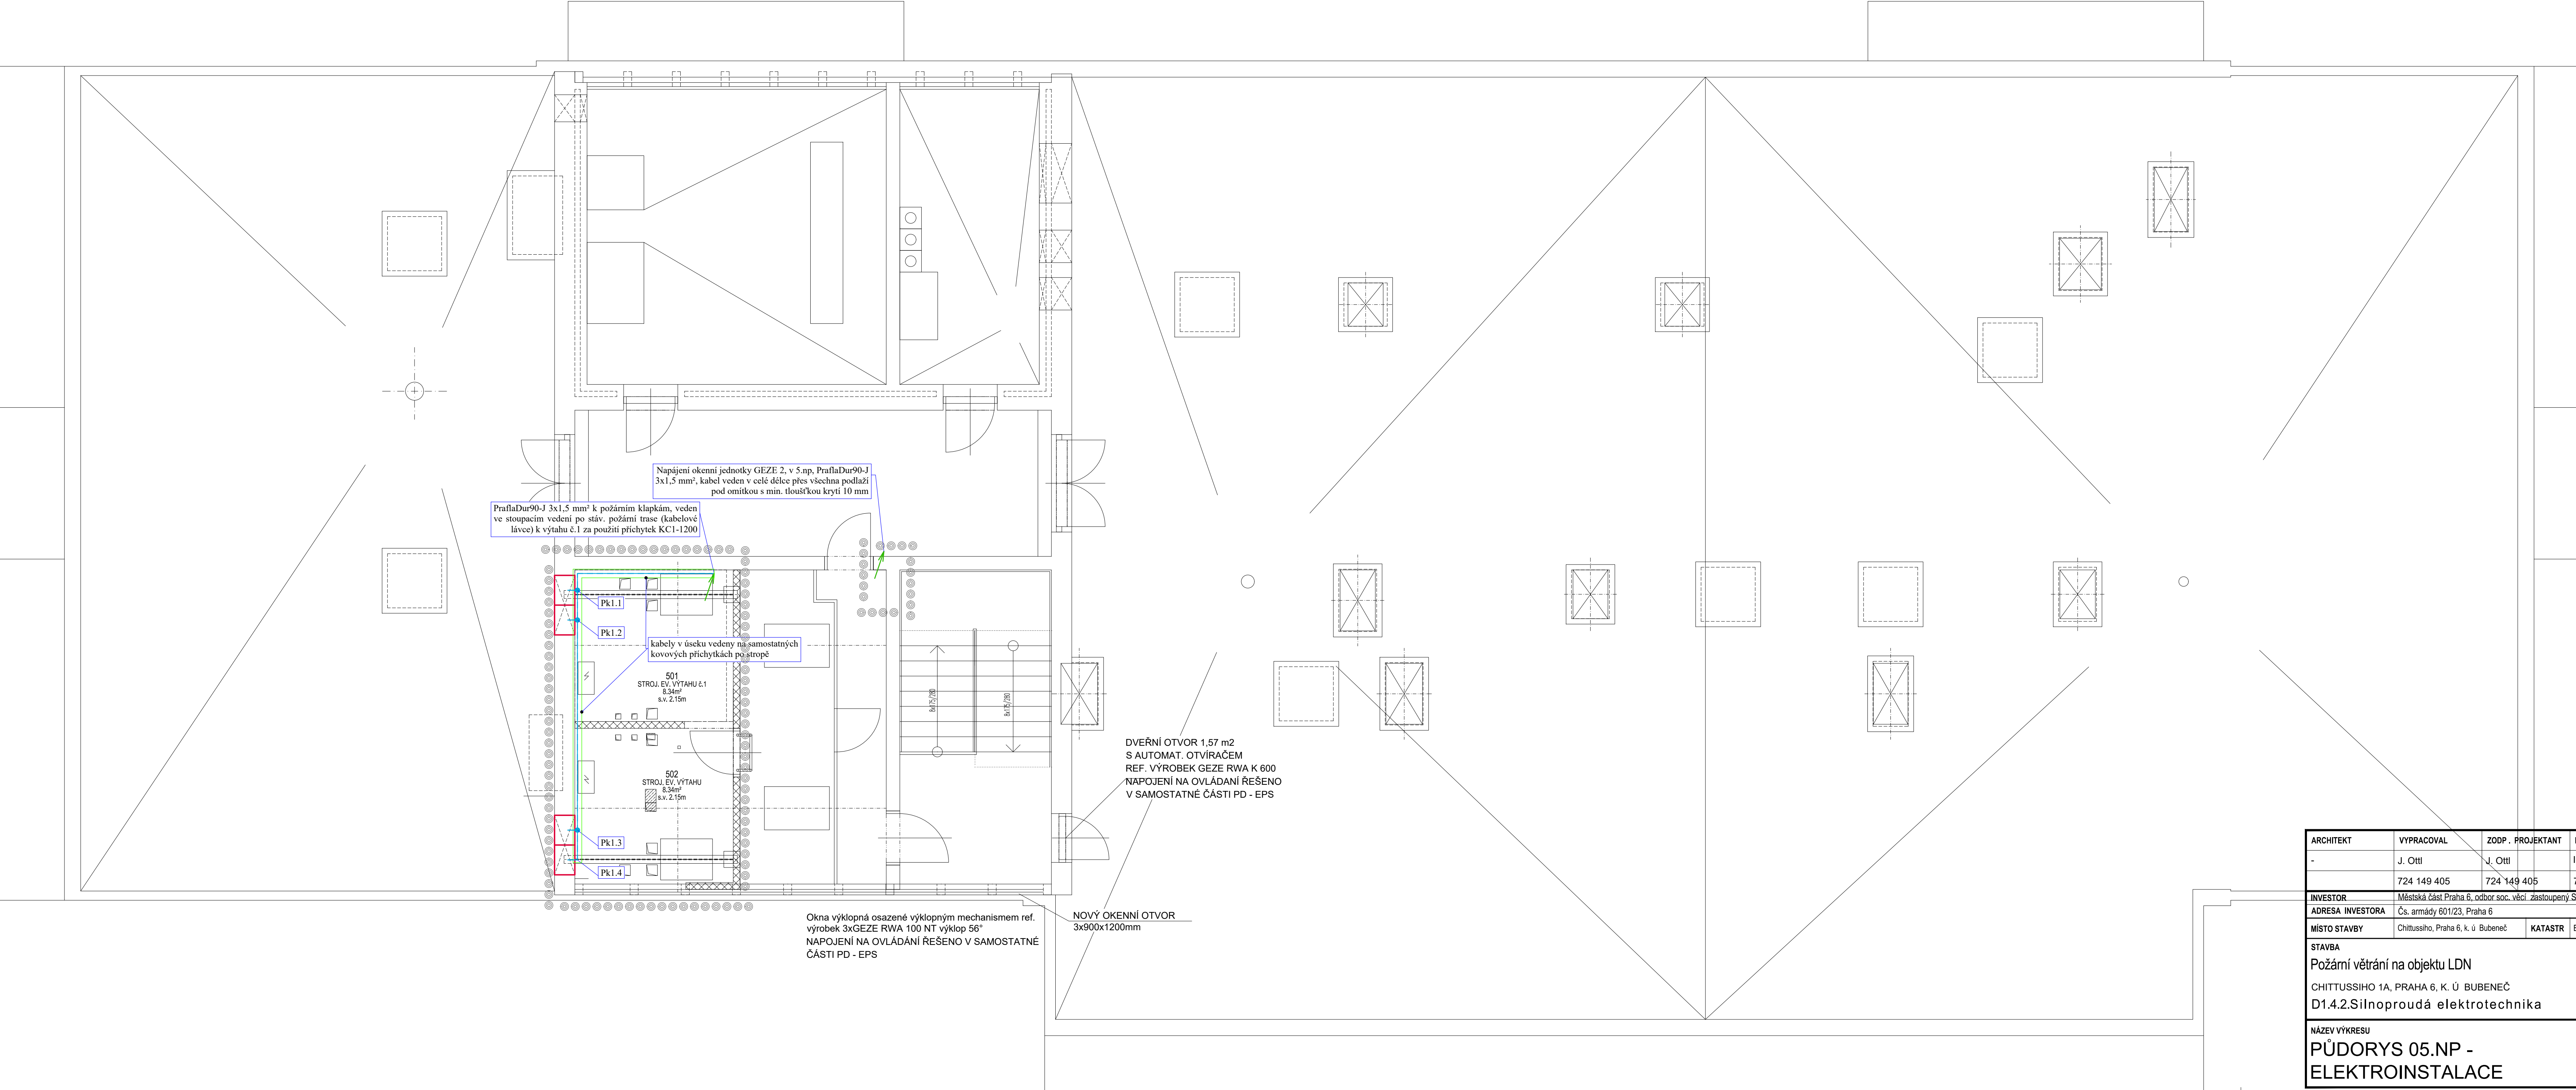 Napájení okenní jednotky GEZE 2, v 5.np, PraflaDur90-J
3x1,5 mm², kabel veden v celé délce přes všechna podlaží
pod omítkou s min. tloušťkou krytí 10 mm
PraflaDur90-J 3x1,5 mm² k požárním klapkám, veden
ve stoupacím vedení po stáv. požární trase (kabelové
lávce) k výtahu č.1 za použití příchytek KC1-1200
Pk1.1
Pk1.2
kabely v úseku vedeny na samostatných
kovových příchytkách po stropě
501
STROJ. EV. VÝTAHU č.1
8.34m²
s.v. 2.15m
502
STROJ. EV. VÝTAHU
8.34m²
s.v. 2.15m
Pk1.3
Pk1.4
8x175/280
8x175/280
DVEŘNÍ OTVOR 1,57 m2
S AUTOMAT. OTVÍRAČEM
REF. VÝROBEK GEZE RWA K 600
NAPOJENÍ NA OVLÁDANÍ ŘEŠENO
V SAMOSTATNÉ ČÁSTI PD - EPS
Okna výklopná osazené výklopným mechanismem ref.
výrobek 3xGEZE RWA 100 NT výklop 56°
NAPOJENÍ NA OVLÁDÁNÍ ŘEŠENO V SAMOSTATNÉ
ČÁSTI PD - EPS
NOVÝ OKENNÍ OTVOR
3x900x1200mm
ARCHITEKT VYPRACOVAL ZODP . PROJEKTANT
- J. Ottl J. Ottl
724 149 405 724 149 405
INVESTOR Městská část Praha 6, odbor soc. věcí zastoupený S
ADRESA INVESTORA Čs. armády 601/23, Praha 6
MÍSTO STAVBY Chittussiho, Praha 6, k. ú Bubeneč KATASTR
STAVBA
Požární větrání na objektu LDN
CHITTUSSIHO 1A, PRAHA 6, K. Ú BUBENEČ
D1.4.2.Silnoproudá elektrotechnika
NÁZEV VÝKRESU
PŮDORYS 05.NP -
ELEKTROINSTALACE